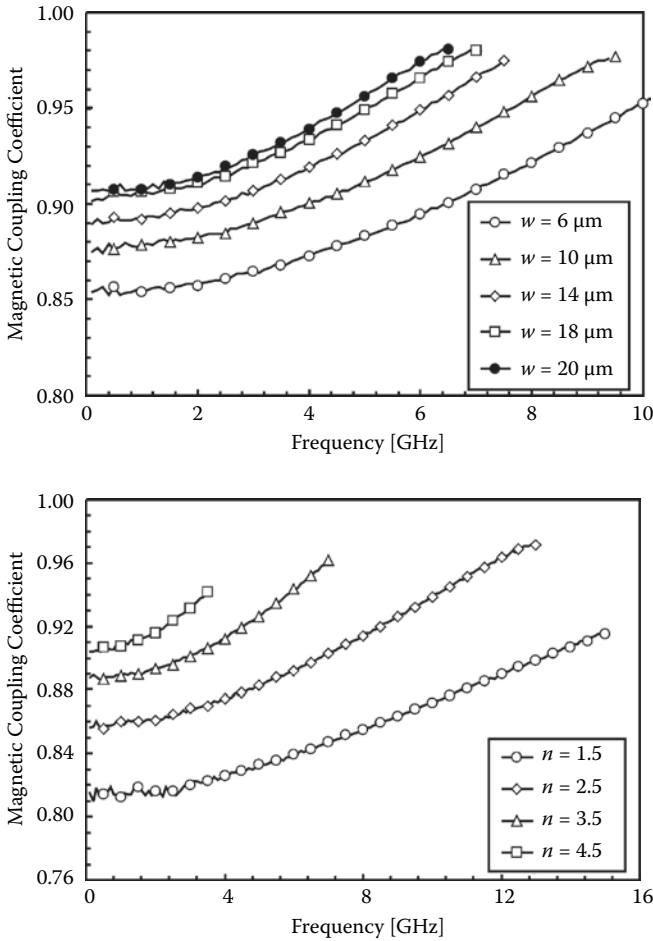 1.00
0.95
0.90
0.85
0.80
Magnetic Coupling Coefficient
w = 6 μm
w = 10 μm
w = 14 μm
w = 18 μm
w = 20 μm
0 2 4 6 8 10
Frequency [GHz]
1.00
0.96
0.92
0.88
0.84
0.80
0.76
Magnetic Coupling Coefficient
n = 1.5
n = 2.5
n = 3.5
n = 4.5
0 4 8 12 16
Frequency [GHz]